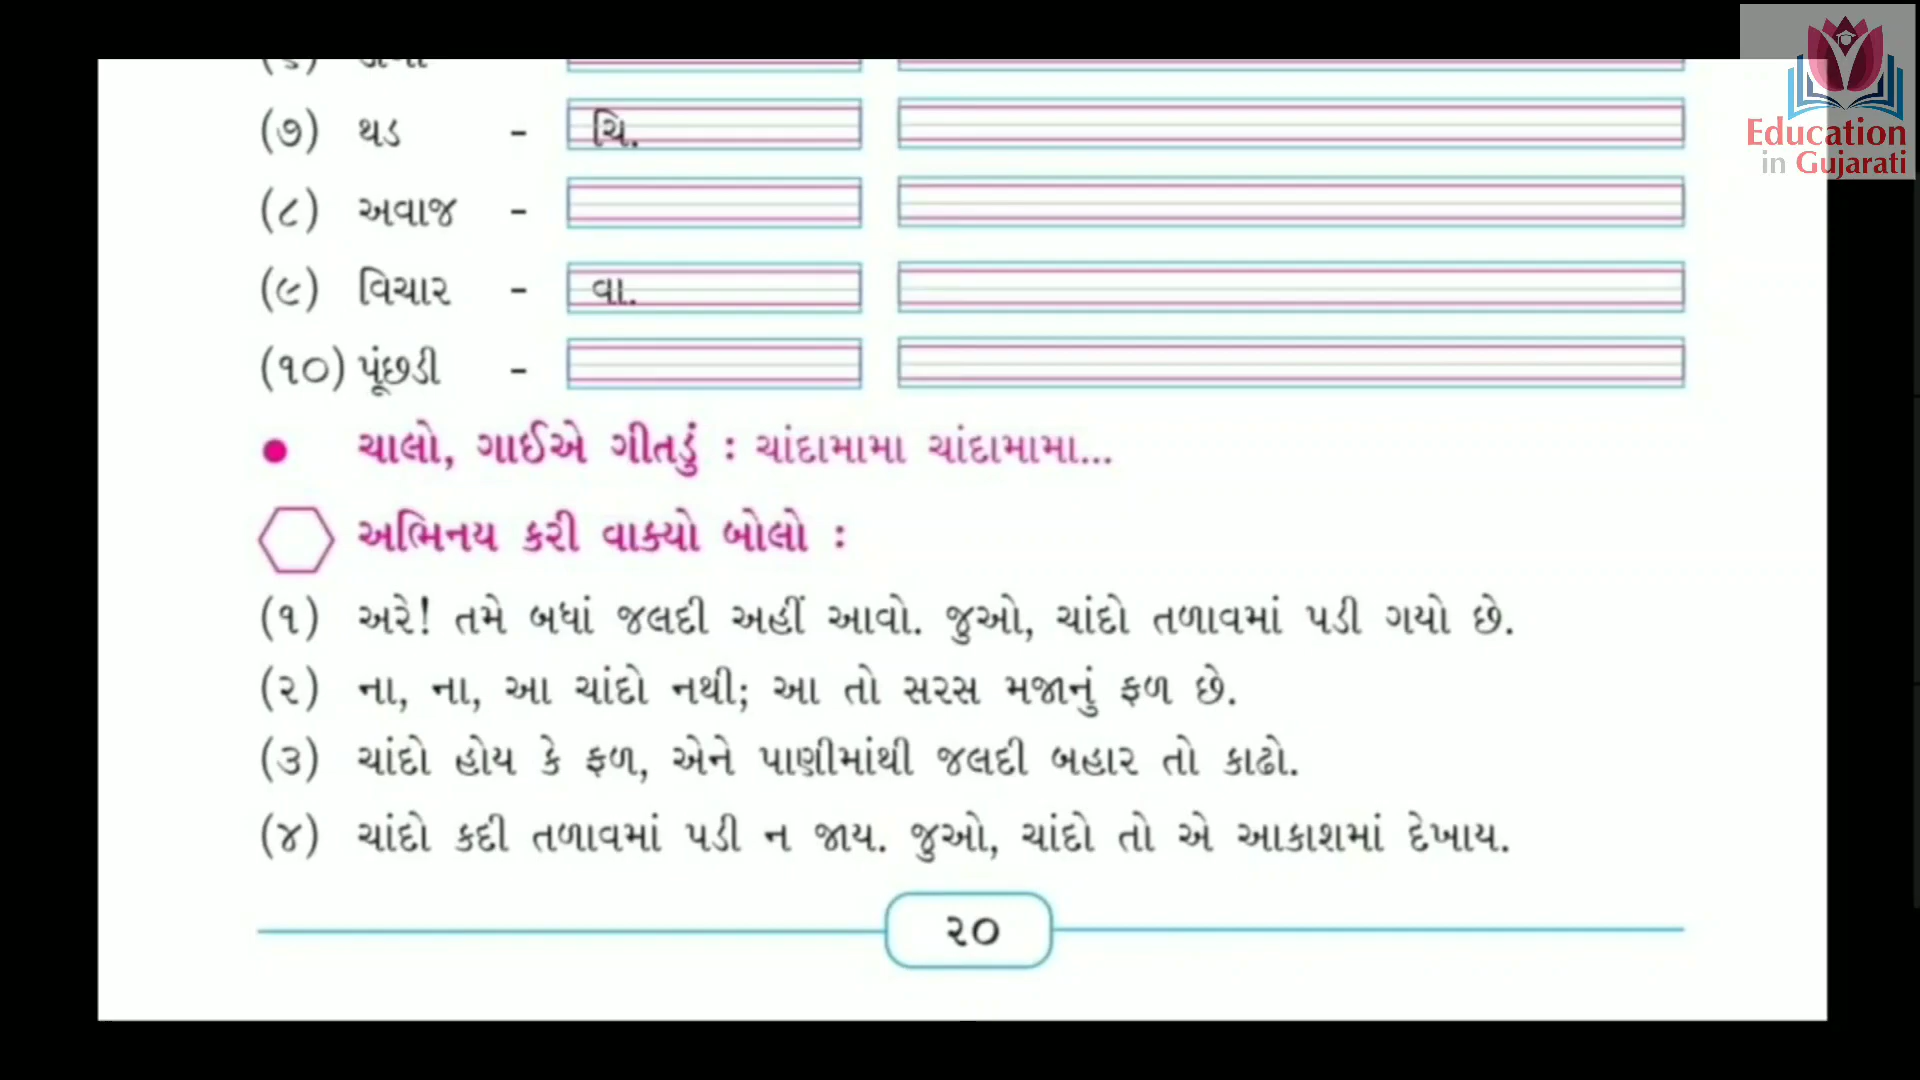 (૭) થડ - ચિ.
(૮) અવાજ -
(૯) વિચાર - વા.
(૧૦) પૂંછડી -
● ચાલો, ગાઈએ ગીતડું : ચાંદામામા ચાંદામામા...
અભિનય કરી વાક્યો બોલો :
(૧) અરે! તમે બધાં જલદી અહીં આવો. જુઓ, ચાંદો તળાવમાં પડી ગયો છે.
(૨) ના, ના, આ ચાંદો નથી; આ તો સરસ મજાનું ફળ છે.
(૩) ચાંદો હોય કે ફળ, એને પાણીમાંથી જલદી બહાર તો કાઢો.
(૪) ચાંદો કદી તળાવમાં પડી ન જાય. જુઓ, ચાંદો તો એ આકાશમાં દેખાય.
૨૦
Education
in Gujarati